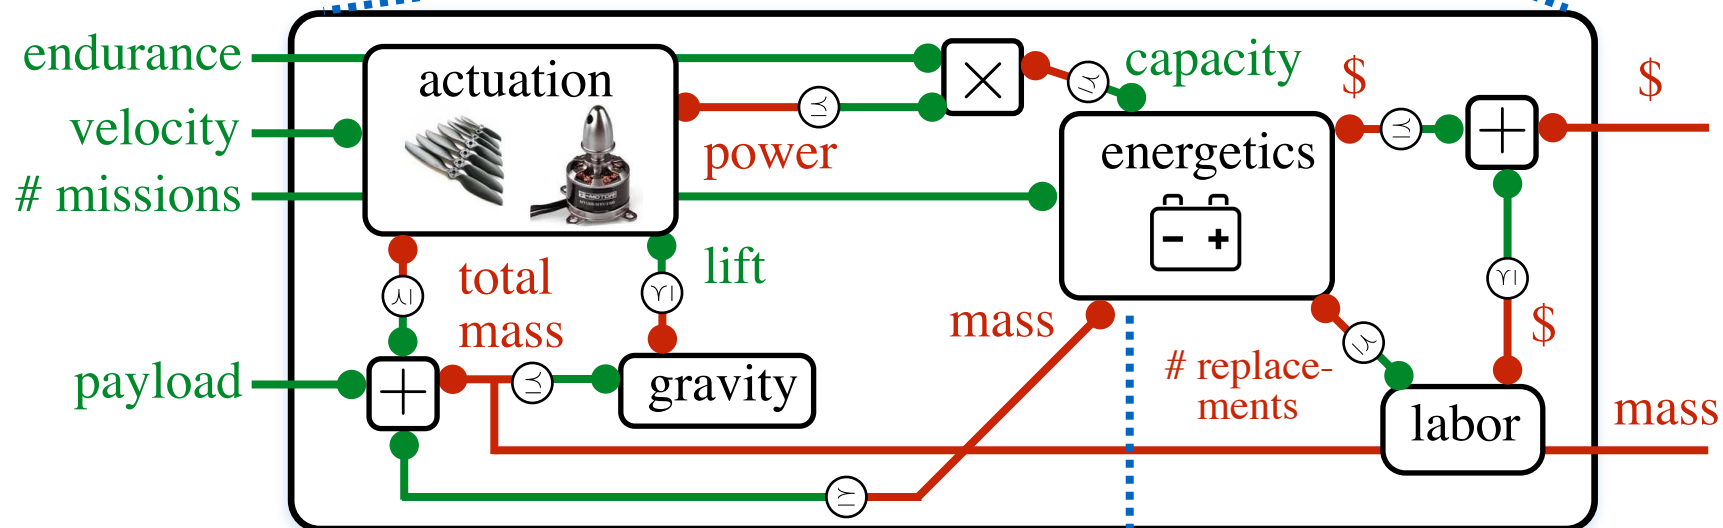 endurance
actuation
×
capacity
$
$
velocity
power
energetics
+
# missions
- +
lift
total
mass
mass
$
payload
+
gravity
# replace-
ments
labor
mass